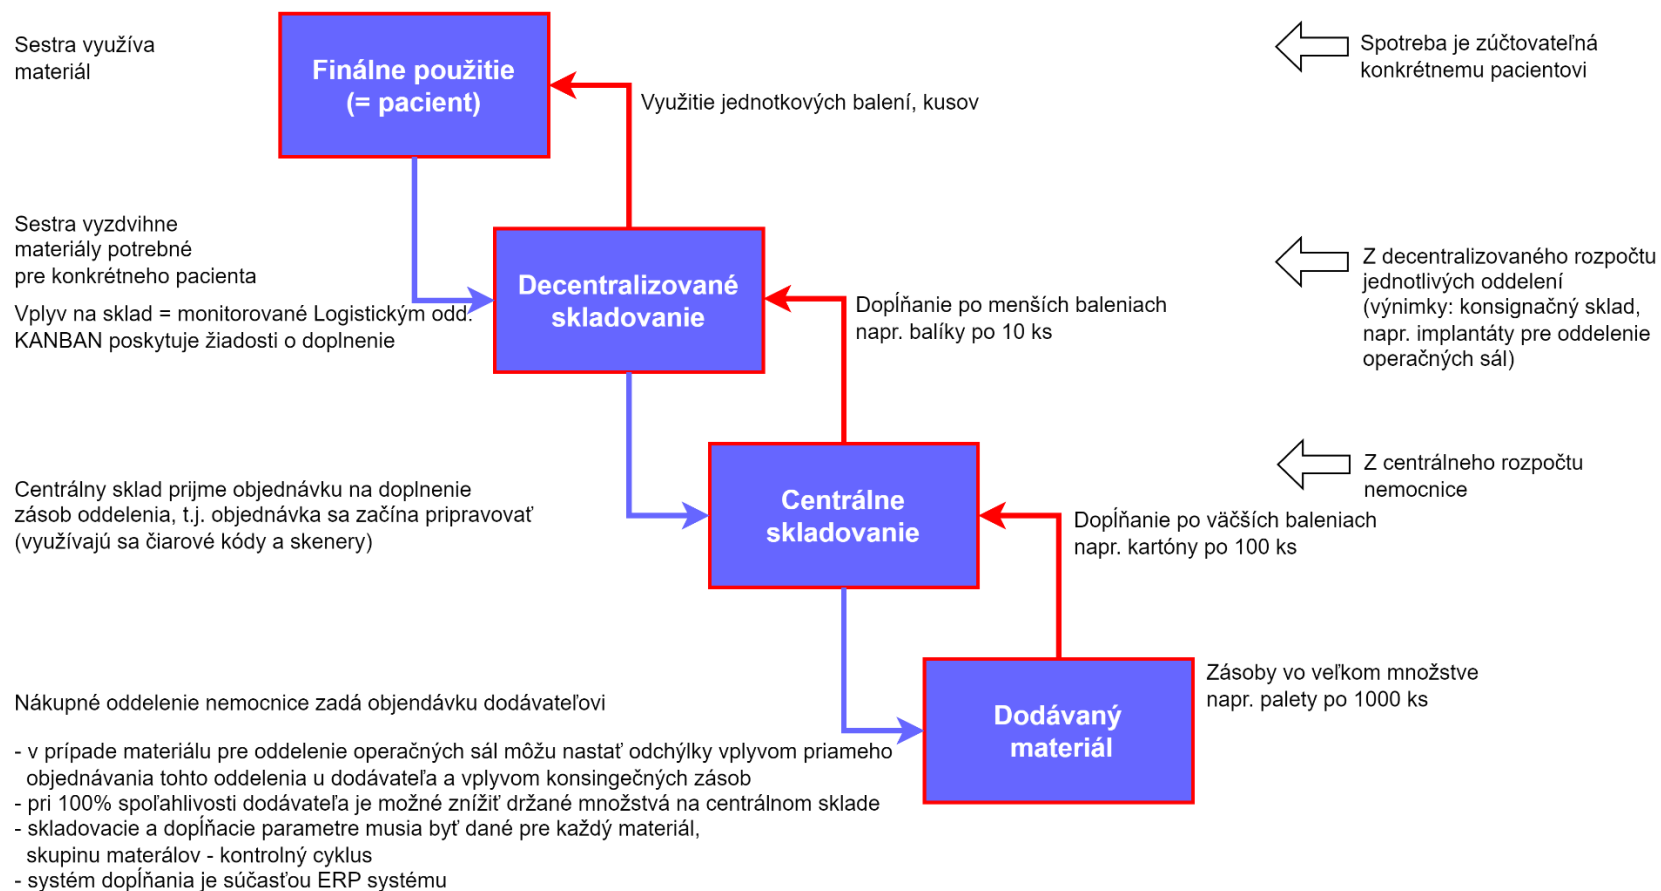 Sestra využíva
materiál
Finálne použitie
(= pacient)
Využitie jednotkových balení, kusov
Spotreba je zúčtovateľná
konkrétnemu pacientovi
Sestra vyzdvihne
materiály potrebné
pre konkrétneho pacienta
Vplyv na sklad = monitorované Logistickým odd.
KANBAN poskytuje žiadosti o doplnenie
Decentralizované
skladovanie
Dopĺňanie po menších baleniach
napr. balíky po 10 ks
Z decentralizovaného rozpočtu
jednotlivých oddelení
(výnimky: konsignačný sklad,
napr. implantáty pre oddelenie
operačných sál)
Centrálny sklad prijme objednávku na doplnenie
zásob oddelenia, t.j. objednávka sa začína pripravovať
(využívajú sa čiarové kódy a skenery)
Centrálne
skladovanie
Dopĺňanie po väčších baleniach
napr. kartóny po 100 ks
Z centrálneho rozpočtu
nemocnice
Nákupné oddelenie nemocnice zadá objendávku dodávateľovi
- v prípade materiálu pre oddelenie operačných sál môžu nastať odchýlky vplyvom priameho
objednávania tohto oddelenia u dodávateľa a vplyvom konsingečných zásob
- pri 100% spoľahlivosti dodávateľa je možné znížiť držané množstvá na centrálnom sklade
- skladovacie a dopĺňacie parametre musia byť dané pre každý materiál,
skupinu materálov - kontrolný cyklus
- systém dopĺňania je súčasťou ERP systému
Dodávaný
materiál
Zásoby vo veľkom množstve
napr. palety po 1000 ks